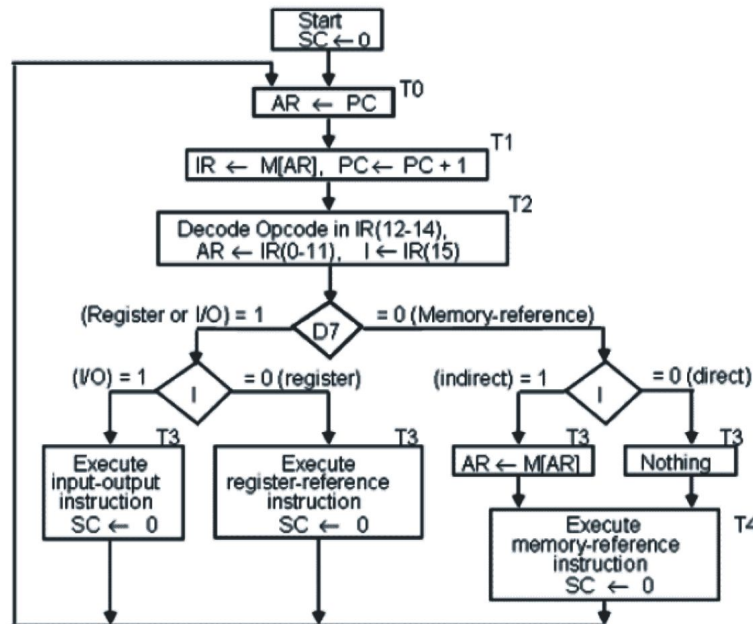 Start
SC ← 0
T0
AR ← PC
T1
IR ← M[AR], PC ← PC + 1
T2
Decode Opcode in IR(12-14),
AR ← IR(0-11), I ← IR(15)
(Register or I/O) = 1
D7
= 0 (Memory-reference)
(I/O) = 1
I
= 0 (register)
(indirect) = 1
I
= 0 (direct)
T3
Execute
input-output
instruction
SC ← 0
T3
Execute
register-reference
instruction
SC ← 0
T3
AR ← M[AR]
T3
Nothing
T4
Execute
memory-reference
instruction
SC ← 0